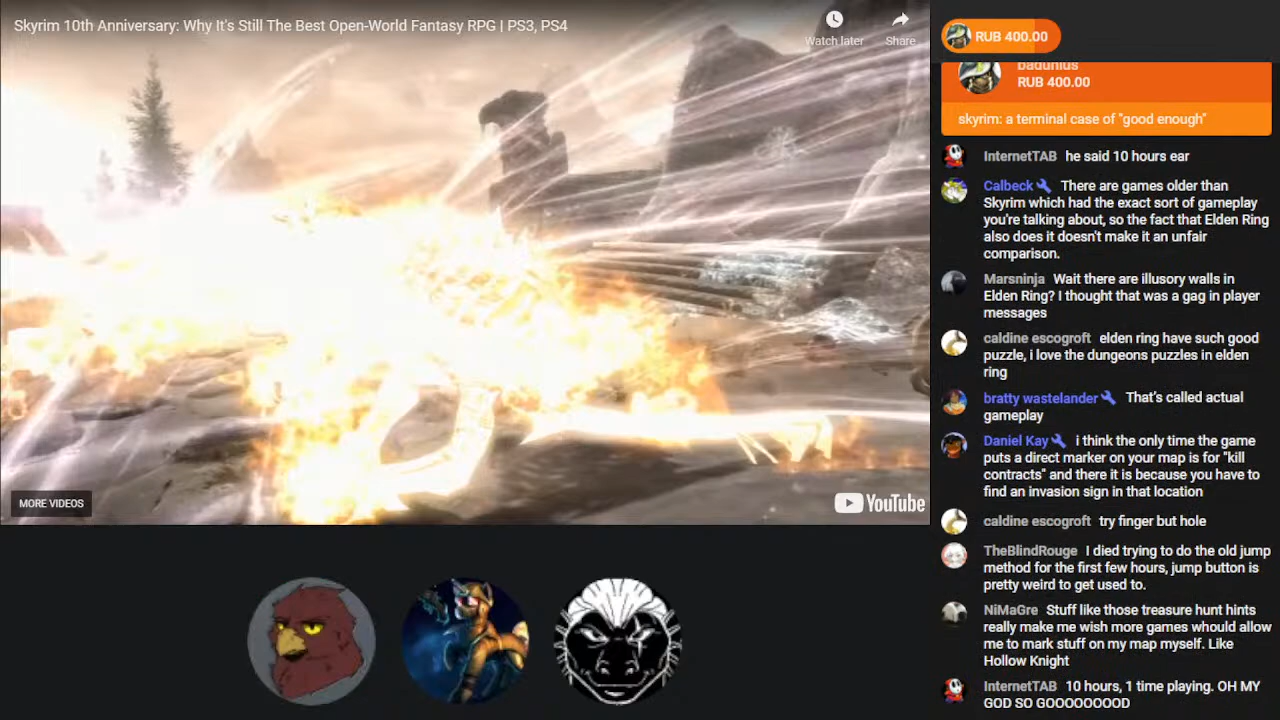 Skyrim 10th Anniversary: Why It's Still The Best Open-World Fantasy RPG | PS3, PS4
Watch later
Share
MORE VIDEOS
YouTube
RUB 400.00
badunius
RUB 400.00
skyrim: a terminal case of "good enough"
InternetTAB he said 10 hours ear
Calbeck There are games older than
Skyrim which had the exact sort of gameplay
you're talking about, so the fact that Elden Ring
also does it doesn't make it an unfair
comparison.
Marsninja Wait there are illusory walls in
Elden Ring? I thought that was a gag in player
messages
caldine escogroft elden ring have such good
puzzle, i love the dungeons puzzles in elden
ring
bratty wastelander That's called actual
gameplay
Daniel Kay i think the only time the game
puts a direct marker on your map is for "kill
contracts" and there it is because you have to
find an invasion sign in that location
caldine escogroft try finger but hole
TheBlindRouge I died trying to do the old jump
method for the first few hours, jump button is
pretty weird to get used to.
NiMaGre Stuff like those treasure hunt hints
really make me wish more games whould allow
me to mark stuff on my map myself. Like
Hollow Knight
InternetTAB 10 hours, 1 time playing. OH MY
GOD SO GOOOOOOOOD